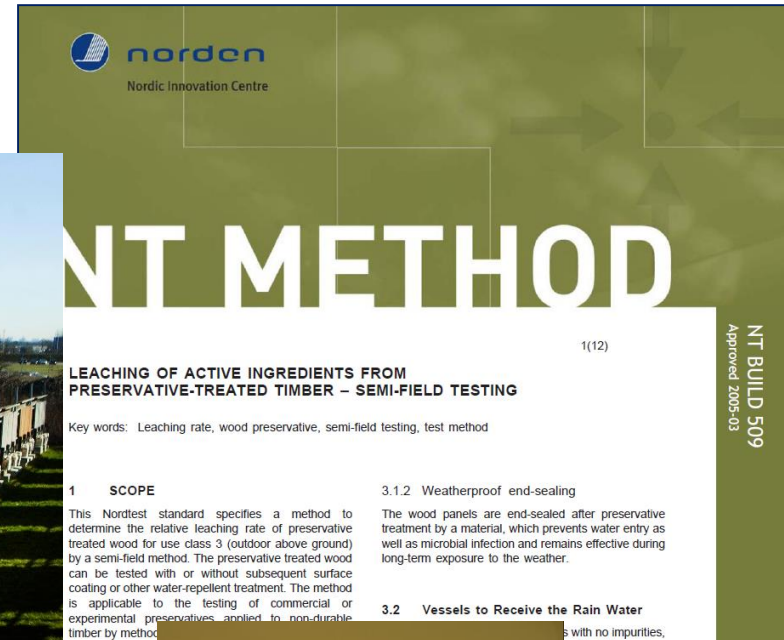 norden
Nordic Innovation Centre
NT METHOD
1(12)
NT BUILD 509
Approved 2005-03
LEACHING OF ACTIVE INGREDIENTS FROM
PRESERVATIVE-TREATED TIMBER – SEMI-FIELD TESTING
Key words: Leaching rate, wood preservative, semi-field testing, test method
1 SCOPE
This Nordtest standard specifies a method to
determine the relative leaching rate of preservative
treated wood for use class 3 (outdoor above ground)
by a semi-field method. The preservative treated wood
can be tested with or without subsequent surface
coating or other water-repellent treatment. The method
is applicable to the testing of commercial or
experimental preservatives applied to non-durable
timber by
3.1.2 Weatherproof end-sealing
The wood panels are end-sealed after preservative
treatment by a material, which prevents water entry as
well as microbial infection and remains effective during
long-term exposure to the weather.
3.2 Vessels to Receive the Rain Water
with no impurities,